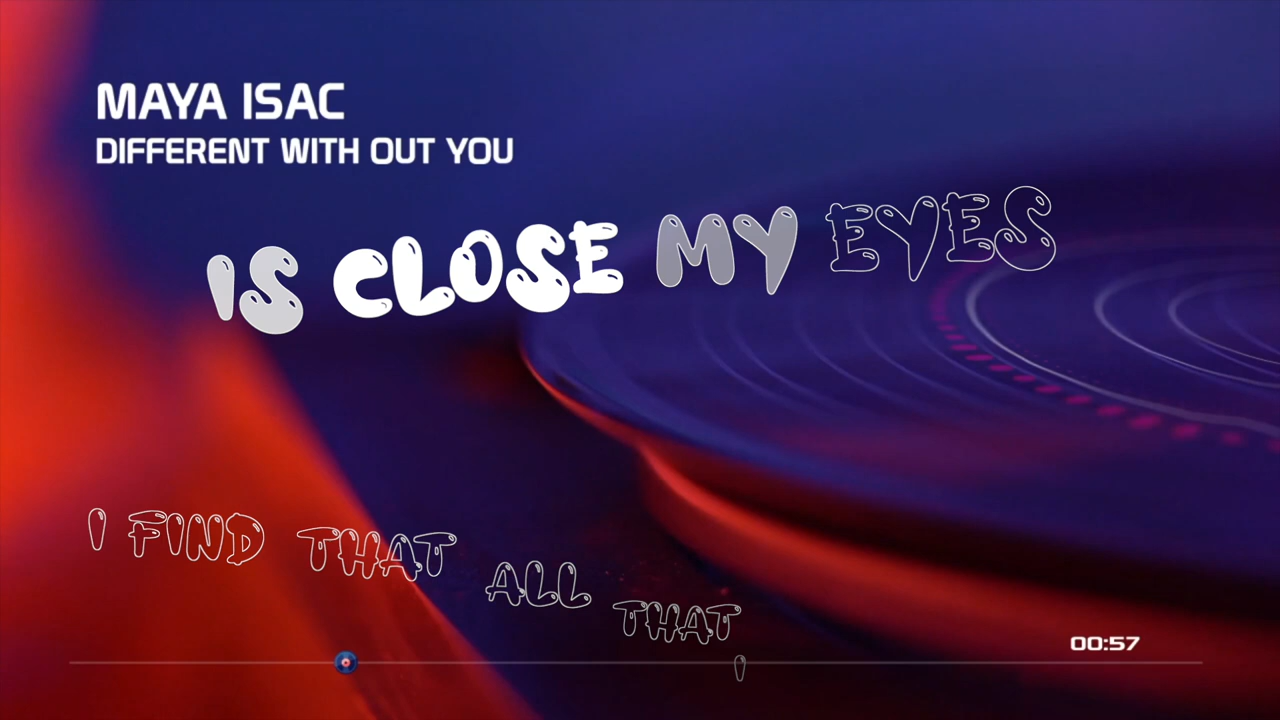 MAYA ISAC
DIFFERENT WITH OUT YOU
IS CLOSE MY EYES
I FIND THAT ALL THAT
I
00:57